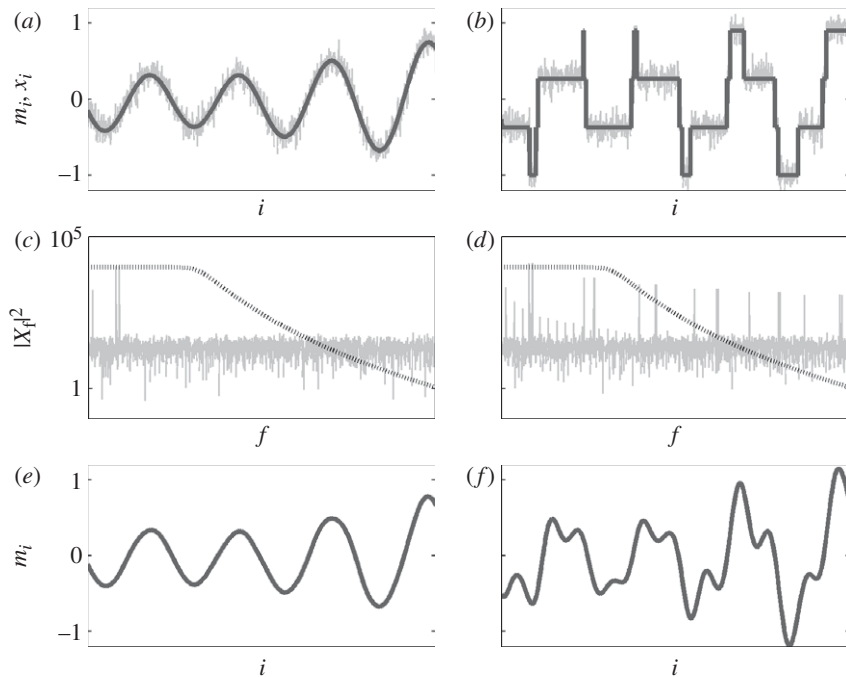 (a)
(b)
1
0
−1
m_i, x_i
i
i
(c)
(d)
10^5
1
|X_f|^2
f
f
(e)
(f)
1
0
−1
m_i
i
i